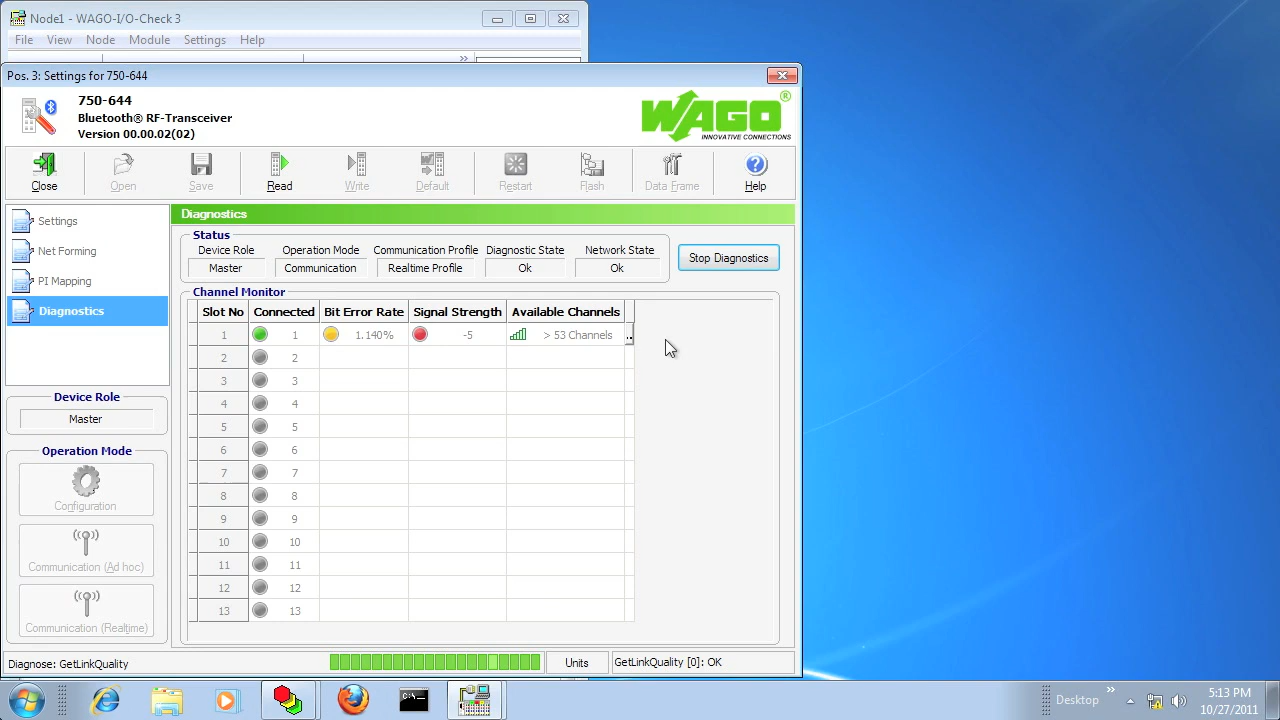 Node1 - WAGO-I/O-Check 3
File View Node Module Settings Help
»
Pos. 3: Settings for 750-644
750-644
Bluetooth® RF-Transceiver
Version 00.00.02(02)
WAGO®
INNOVATIVE CONNECTIONS
Close Open Save Read Write Default Restart Flash Data Frame Help
Settings
Net Forming
PI Mapping
Diagnostics
Device Role
Master
Operation Mode
Configuration
Communication (Ad hoc)
Communication (Realtime)
Diagnostics
Status
Device Role Operation Mode Communication Profile Diagnostic State Network State
Master Communication Realtime Profile Ok Ok
Stop Diagnostics
Channel Monitor
Slot No Connected Bit Error Rate Signal Strength Available Channels
1 1 1.140% -5 > 53 Channels ..
2 2
3 3
4 4
5 5
6 6
7 7
8 8
9 9
10 10
11 11
12 12
13 13
Diagnose: GetLinkQuality Units GetLinkQuality [0]: OK
Desktop » 5:13 PM
10/27/2011